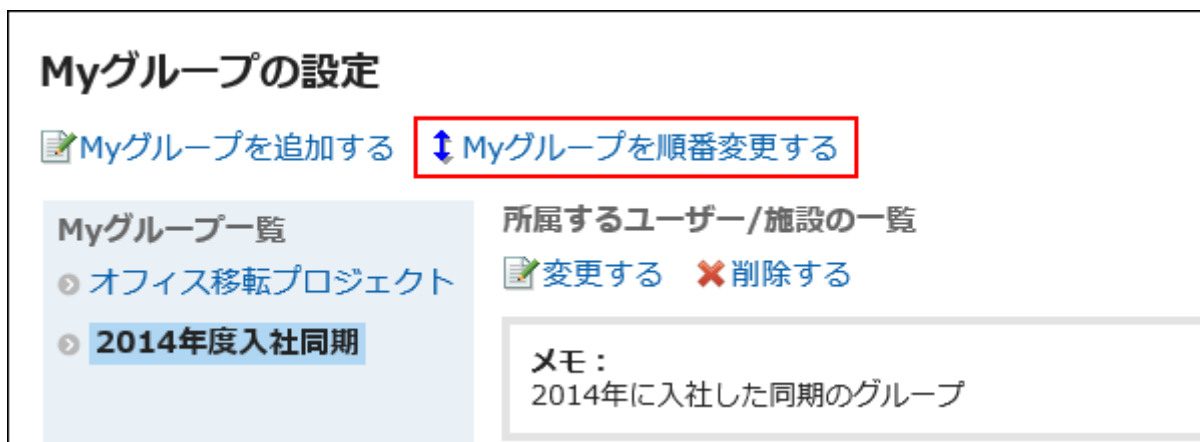 Myグループの設定
Myグループを追加する Myグループを順番変更する
Myグループ一覧
オフィス移転プロジェクト
2014年度入社同期
所属するユーザー/施設の一覧
変更する 削除する
メモ：
2014年に入社した同期のグループ